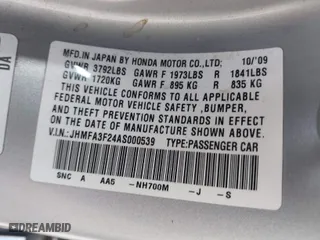 MFD.IN JAPAN BY HONDA MOTOR CO.,LTD; 10/'09
GVWR 3792LBS GAWR F 1973LBS R 1841LBS
GVWR 1720KG GAWR F 895 KG R 835 KG
THIS VEHICLE CONFORMS TO ALL APPLICABLE
FEDERAL MOTOR VEHICLE SAFETY, BUMPER,
AND THEFT PREVENTION STANDARDS IN EFFECT
ON THE DATE OF MANUFACTURE SHOWN ABOVE.
V.I.N.: JHMFA3F24AS000539 TYPE:PASSENGER CAR
SNC A AA5 -NH700M -J -S
DA
DREAMBID